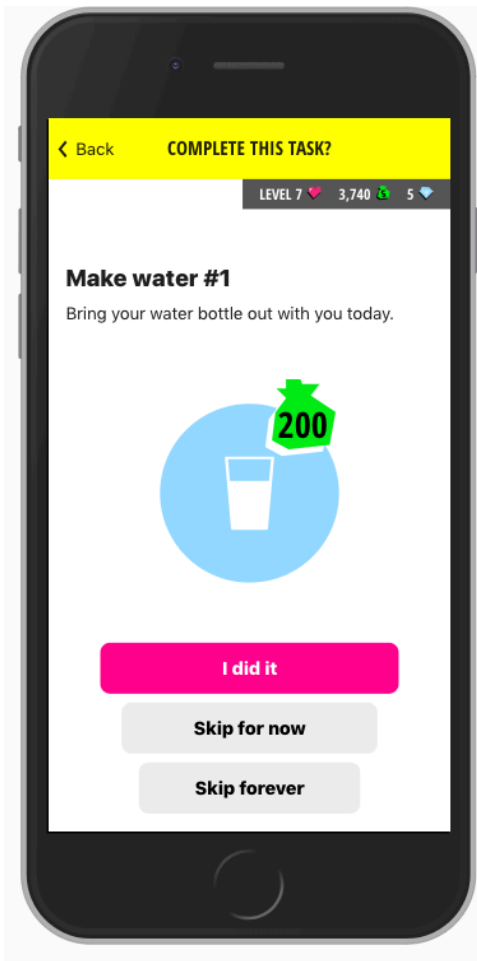 Back
COMPLETE THIS TASK?
LEVEL 7 3,740 $ 5
Make water #1
Bring your water bottle out with you today.
200
I did it
Skip for now
Skip forever